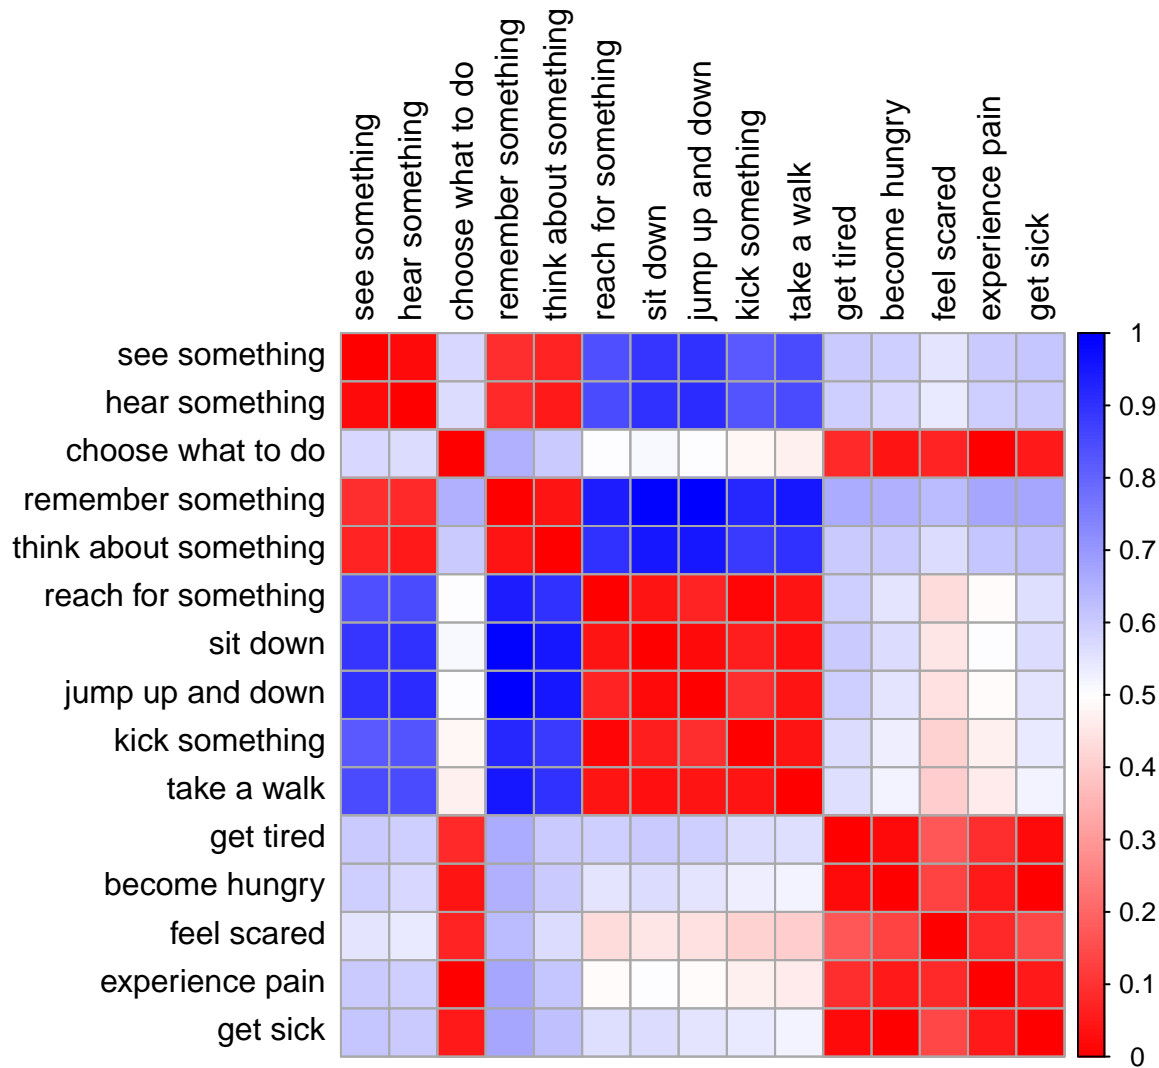 see something
hear something
choose what to do
remember something
think about something
reach for something
sit down
jump up and down
kick something
take a walk
get tired
become hungry
feel scared
experience pain
get sick
see something
hear something
choose what to do
remember something
think about something
reach for something
sit down
jump up and down
kick something
take a walk
get tired
become hungry
feel scared
experience pain
get sick
1
0.9
0.8
0.7
0.6
0.5
0.4
0.3
0.2
0.1
0